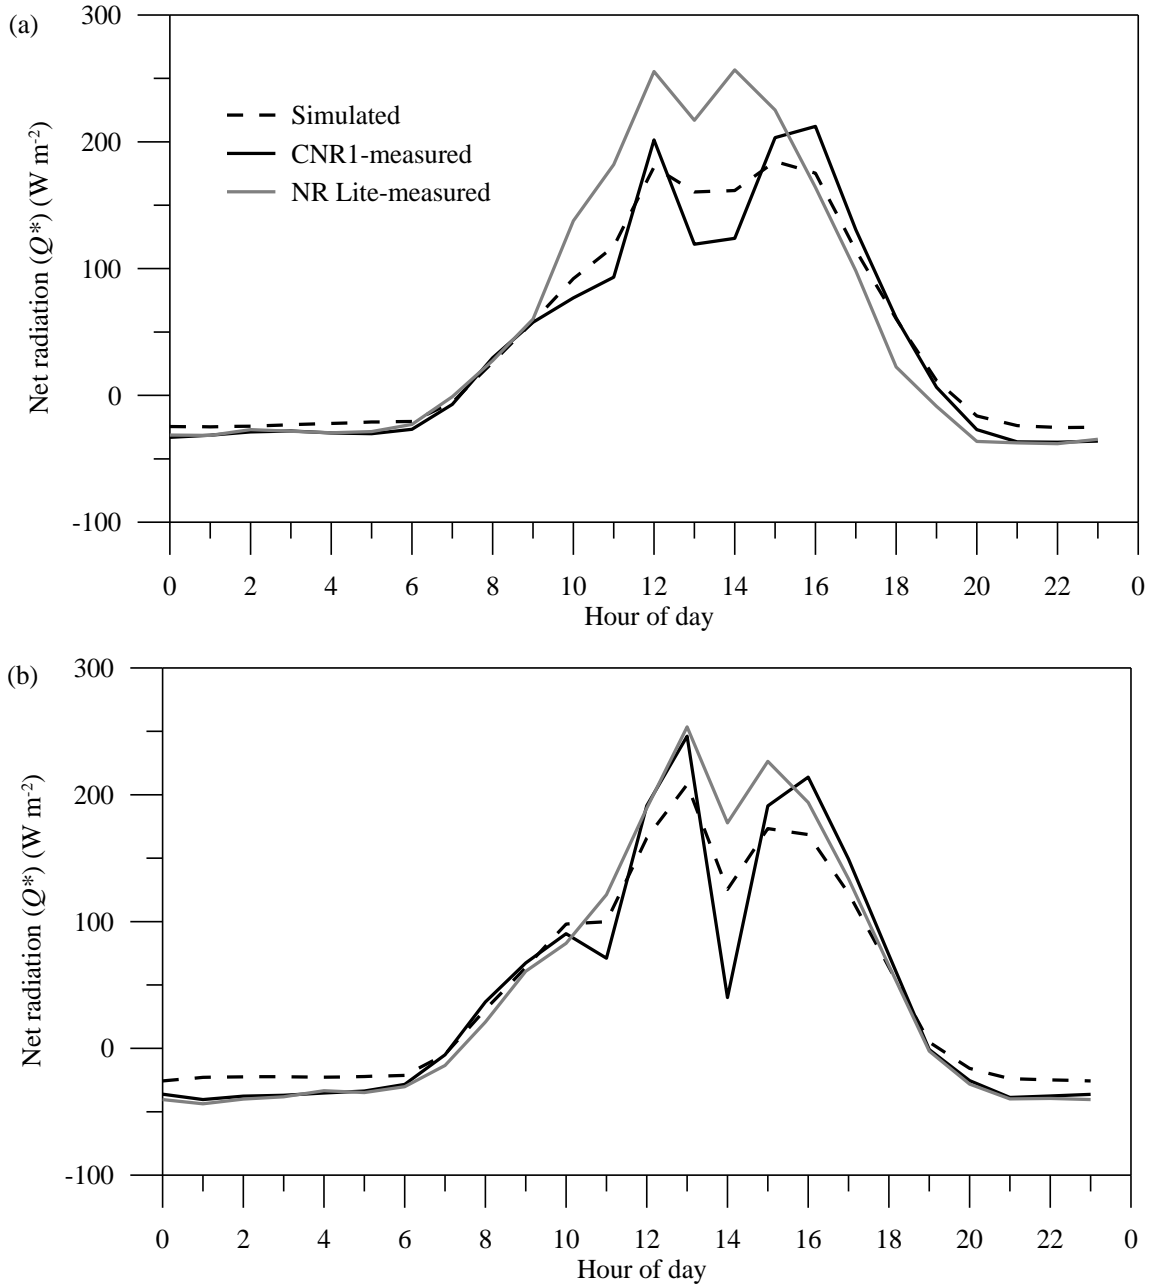 (a)
300
200
100
0
-100
Net radiation (Q*) (W m-2)
Simulated
CNR1-measured
NR Lite-measured
0 2 4 6 8 10 12 14 16 18 20 22 0
Hour of day
(b)
300
200
100
0
-100
Net radiation (Q*) (W m-2)
0 2 4 6 8 10 12 14 16 18 20 22 0
Hour of day